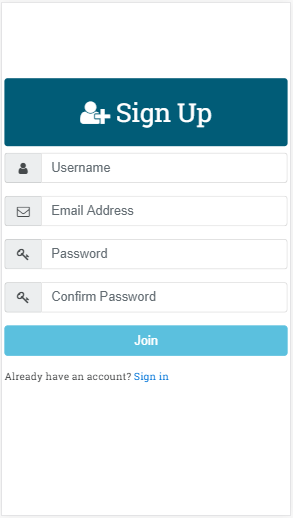 Sign Up
Username
Email Address
Password
Confirm Password
Join
Already have an account? Sign in